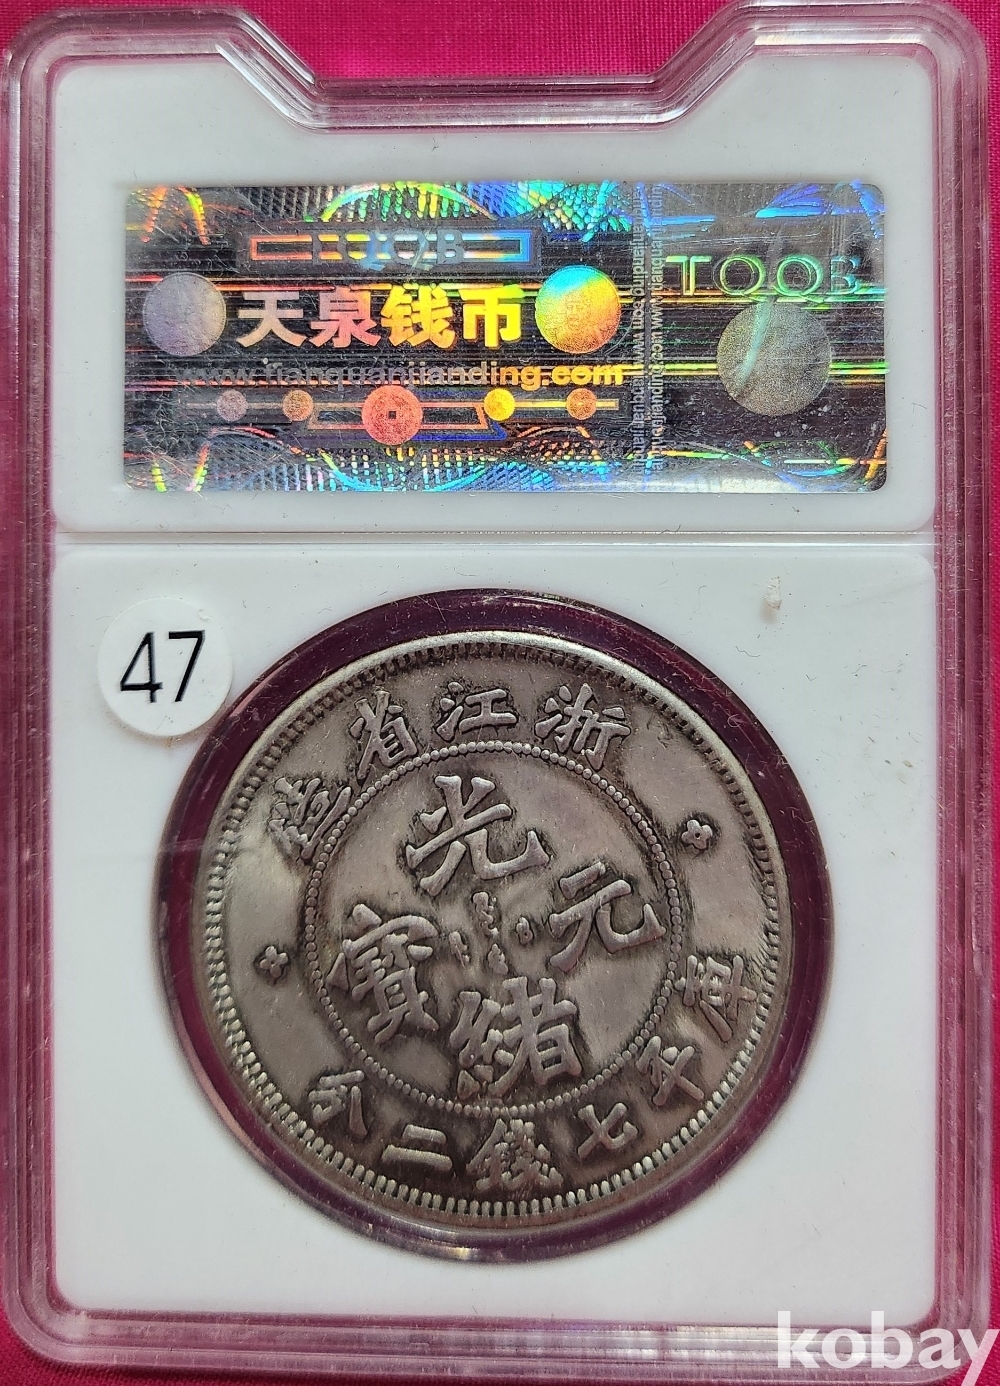 TQQB
天泉钱币
www.tianquanjianding.com
TQQB
47
浙江省造
光緒元寶
庫平七錢二分
kobay